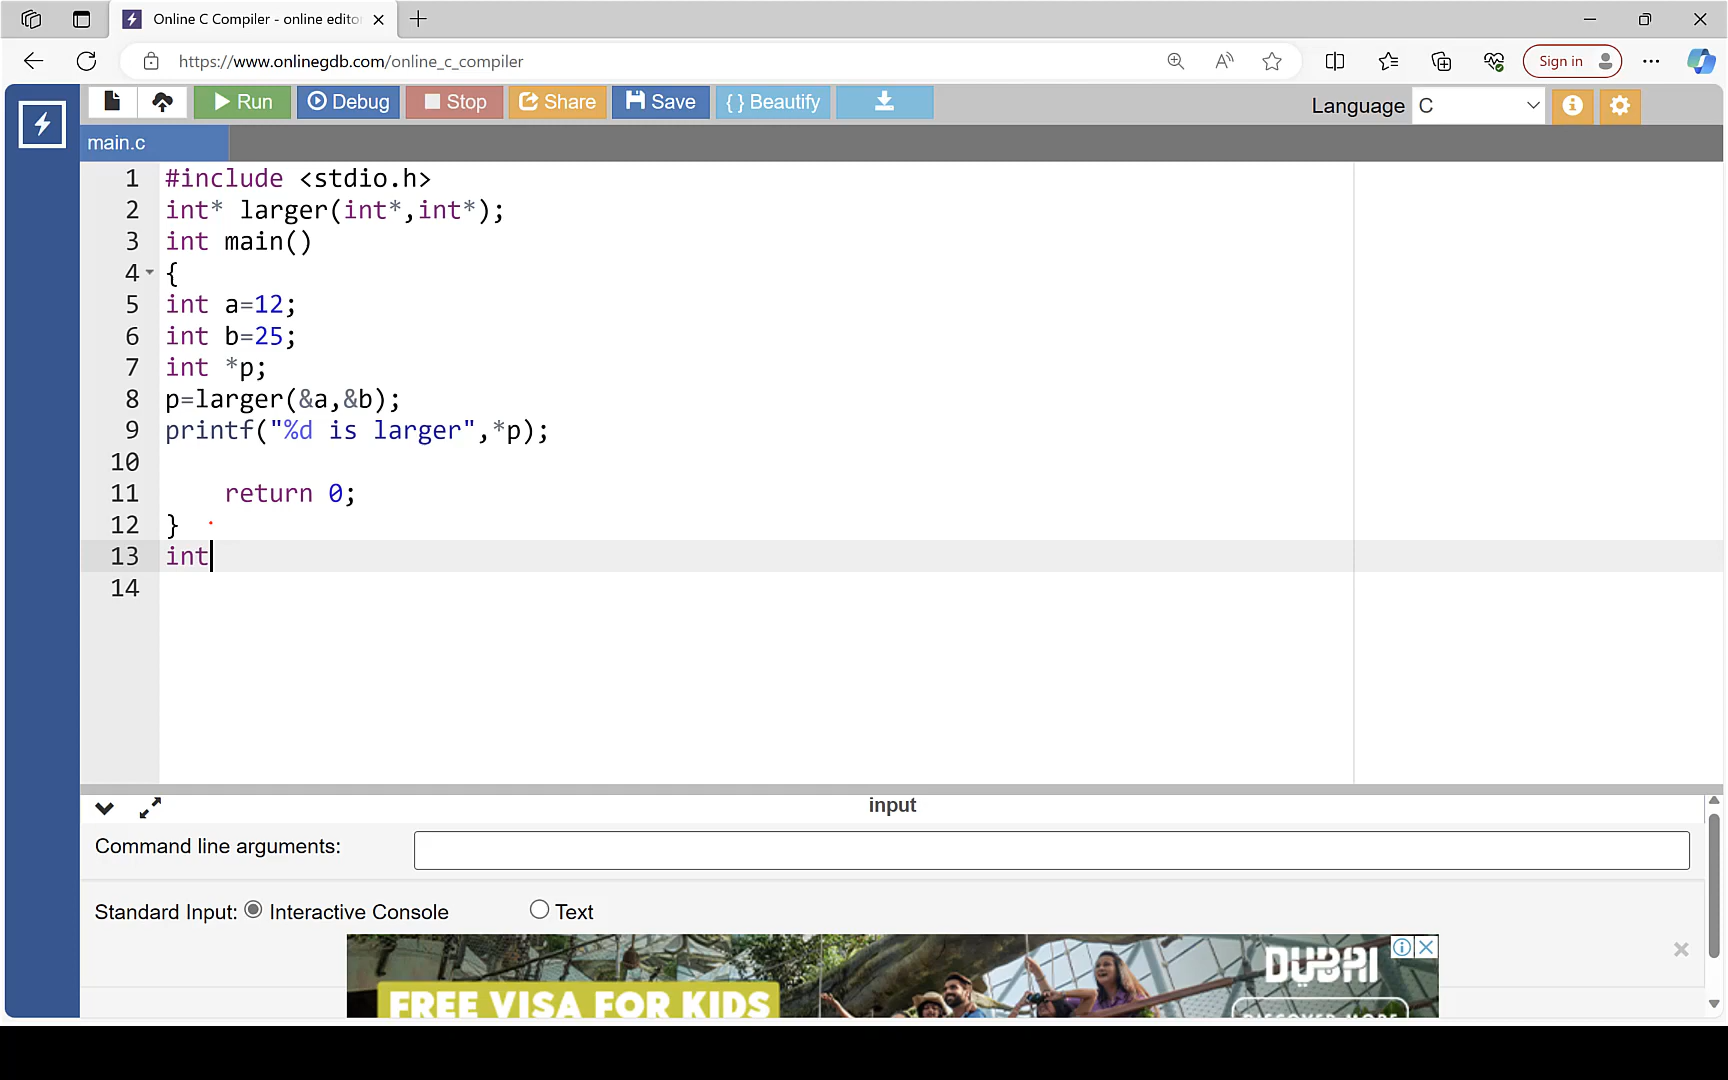 Online C Compiler - online edito
https://www.onlinegdb.com/online_c_compiler
Sign in
Run
Debug
Stop
Share
Save
{ } Beautify
Language
C
main.c
1 #include <stdio.h>
2 int* larger(int*,int*);
3 int main()
4 {
5 int a=12;
6 int b=25;
7 int *p;
8 p=larger(&a,&b);
9 printf("%d is larger",*p);
10
11     return 0;
12 }
13 int
14
input
Command line arguments:
Standard Input: Interactive Console Text
DUBAI
FREE VISA FOR KIDS
DISCOVER MORE